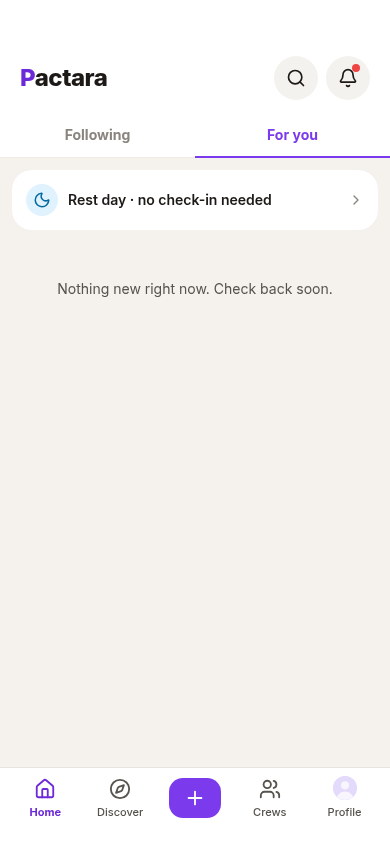 Pactara
Following
For you
Rest day · no check-in needed
Nothing new right now. Check back soon.
Home
Discover
Crews
Profile